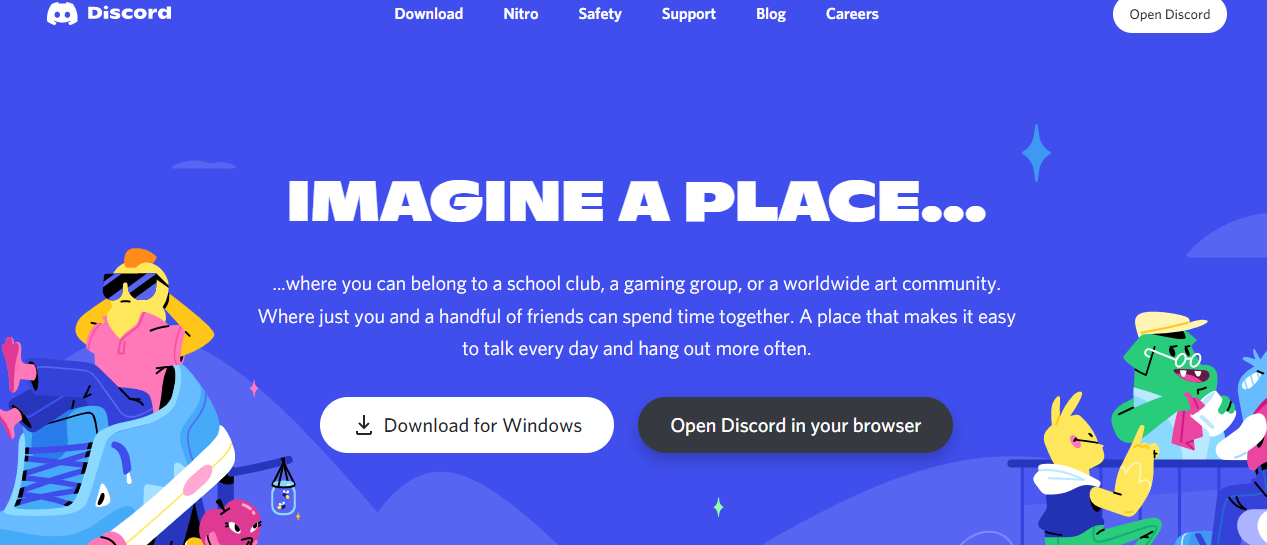 Discord
Download Nitro Safety Support Blog Careers
Open Discord
IMAGINE A PLACE...
...where you can belong to a school club, a gaming group, or a worldwide art community.
Where just you and a handful of friends can spend time together. A place that makes it easy
to talk every day and hang out more often.
Download for Windows
Open Discord in your browser